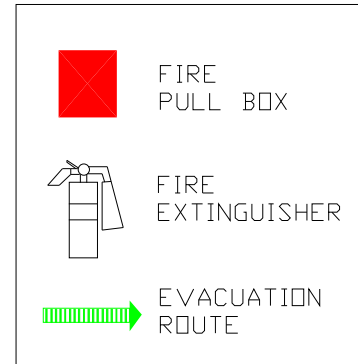 FIRE
PULL BOX
FIRE
EXTINGUISHER
EVACUATION
ROUTE